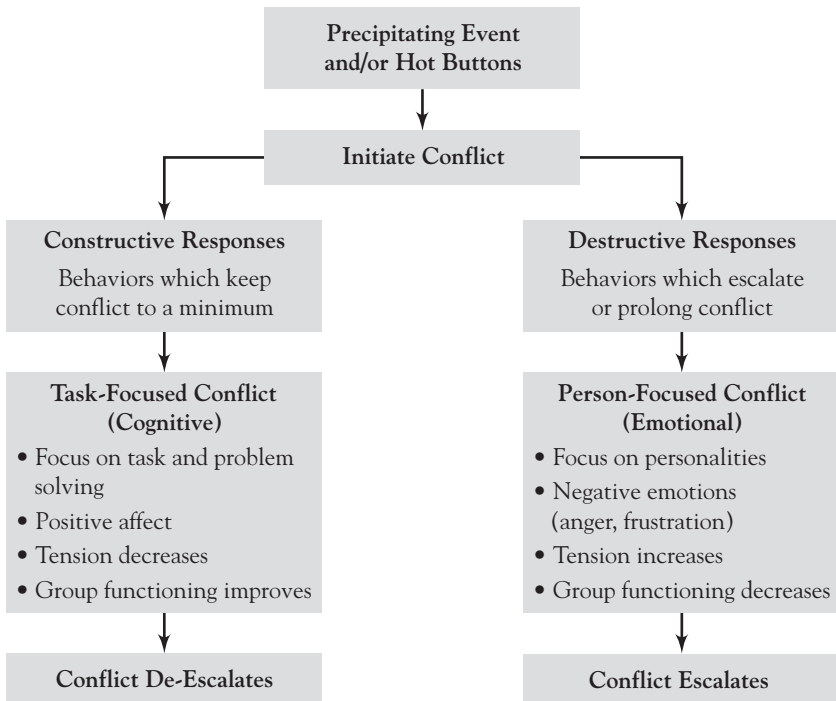 Precipitating Event
and/or Hot Buttons
Initiate Conflict
Constructive Responses
Behaviors which keep
conflict to a minimum
Task-Focused Conflict
(Cognitive)
• Focus on task and problem
solving
• Positive affect
• Tension decreases
• Group functioning improves
Conflict De-Escalates
Destructive Responses
Behaviors which escalate
or prolong conflict
Person-Focused Conflict
(Emotional)
• Focus on personalities
• Negative emotions
(anger, frustration)
• Tension increases
• Group functioning decreases
Conflict Escalates